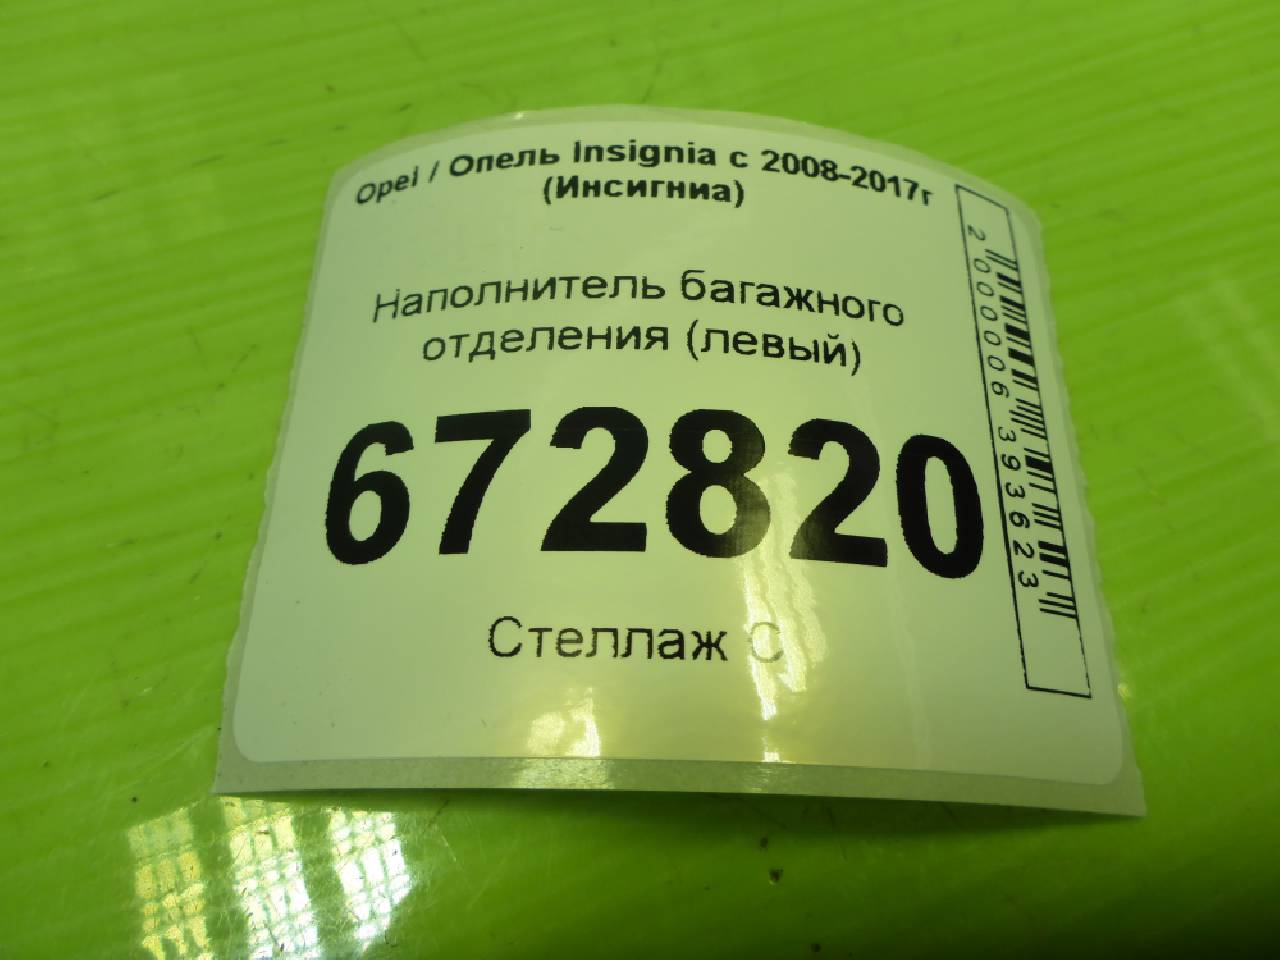 Opel / Опель Insignia с 2008-2017г
(Инсигниа)
Наполнитель багажного
отделения (левый)
672820
Стеллаж С
2000006393623